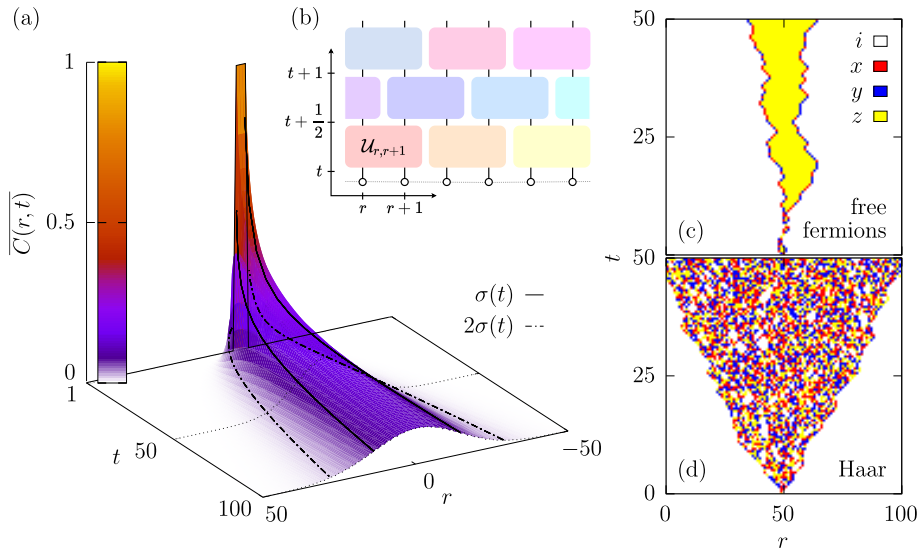 (a)
1
0.5
0
C(r, t)
σ(t)
2σ(t)
1
50
100
t
50
0
−50
r
(b)
t + 1
t + 1/2
t
𝒰r,r+1
r
r + 1
50
25
50
i
x
y
z
(c)
free
fermions
t
25
0
(d)
Haar
0
50
100
r